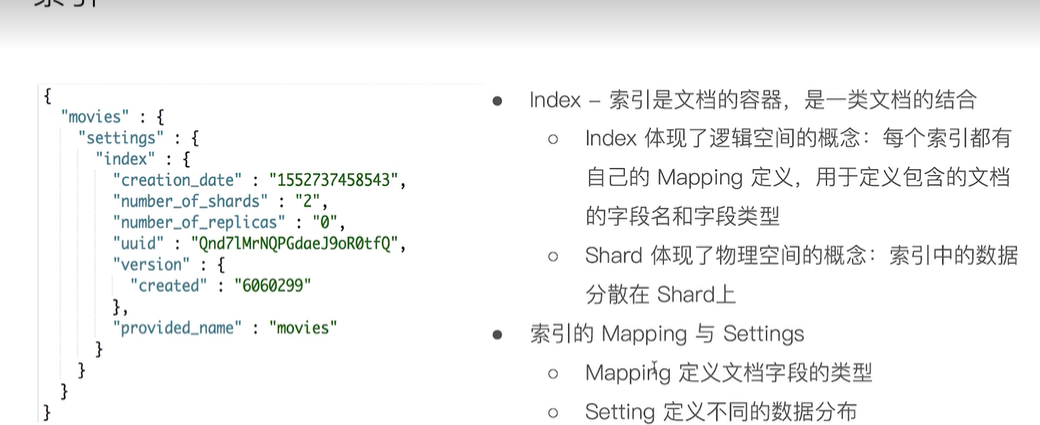 索引
{
"movies" : {
"settings" : {
"index" : {
"creation_date" : "1552737458543",
"number_of_shards" : "2",
"number_of_replicas" : "0",
"uuid" : "Qnd7lMrNQPGdaeJ9oR0tfQ",
"version" : {
"created" : "6060299"
},
"provided_name" : "movies"
}
}
}
}
● Index – 索引是文档的容器，是一类文档的结合
○ Index 体现了逻辑空间的概念：每个索引都有
自己的 Mapping 定义，用于定义包含的文档
的字段名和字段类型
○ Shard 体现了物理空间的概念：索引中的数据
分散在 Shard上
● 索引的 Mapping 与 Settings
○ Mapping 定义文档字段的类型
○ Setting 定义不同的数据分布